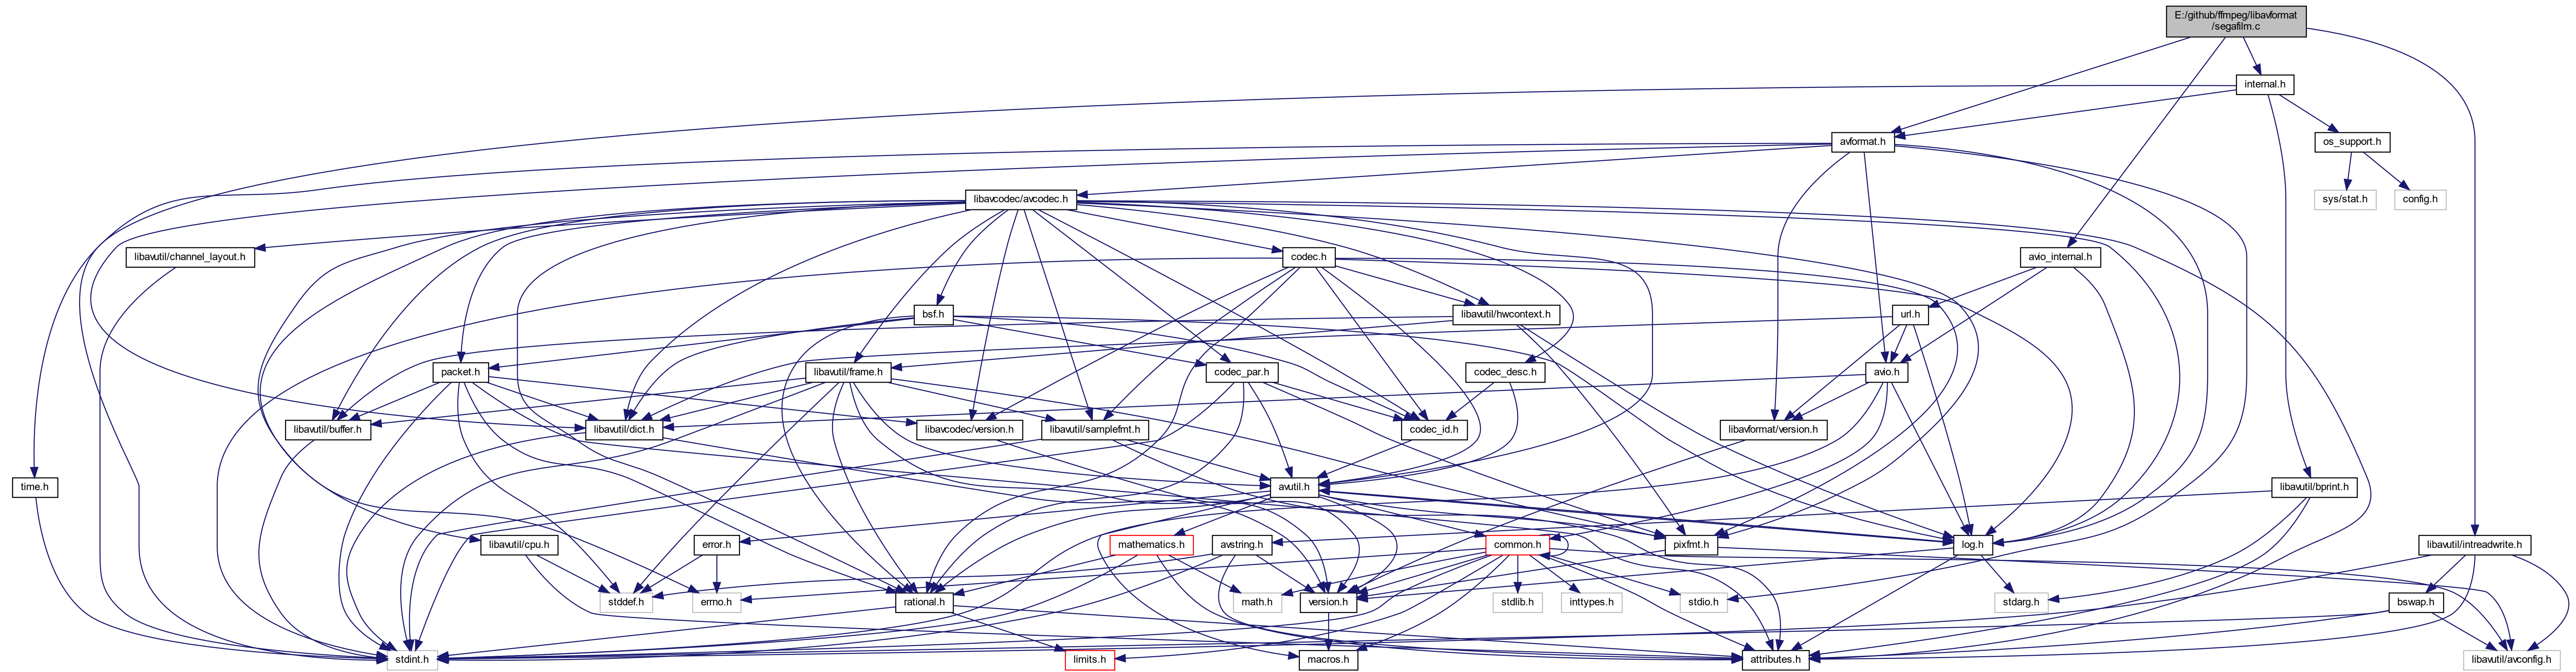 E:/github/ffmpeg/libavformat
/segafilm.c
internal.h
avformat.h
os_support.h
libavcodec/avcodec.h
sys/stat.h
config.h
libavutil/channel_layout.h
codec.h
avio_internal.h
bsf.h
libavutil/hwcontext.h
url.h
packet.h
libavutil/frame.h
codec_par.h
codec_desc.h
avio.h
libavutil/buffer.h
libavutil/dict.h
libavcodec/version.h
libavutil/samplefmt.h
codec_id.h
libavformat/version.h
time.h
avutil.h
libavutil/bprint.h
libavutil/cpu.h
error.h
mathematics.h
avstring.h
common.h
pixfmt.h
log.h
libavutil/intreadwrite.h
stddef.h
errno.h
rational.h
math.h
version.h
stdlib.h
inttypes.h
stdio.h
stdarg.h
bswap.h
stdint.h
limits.h
macros.h
attributes.h
libavutil/avconfig.h